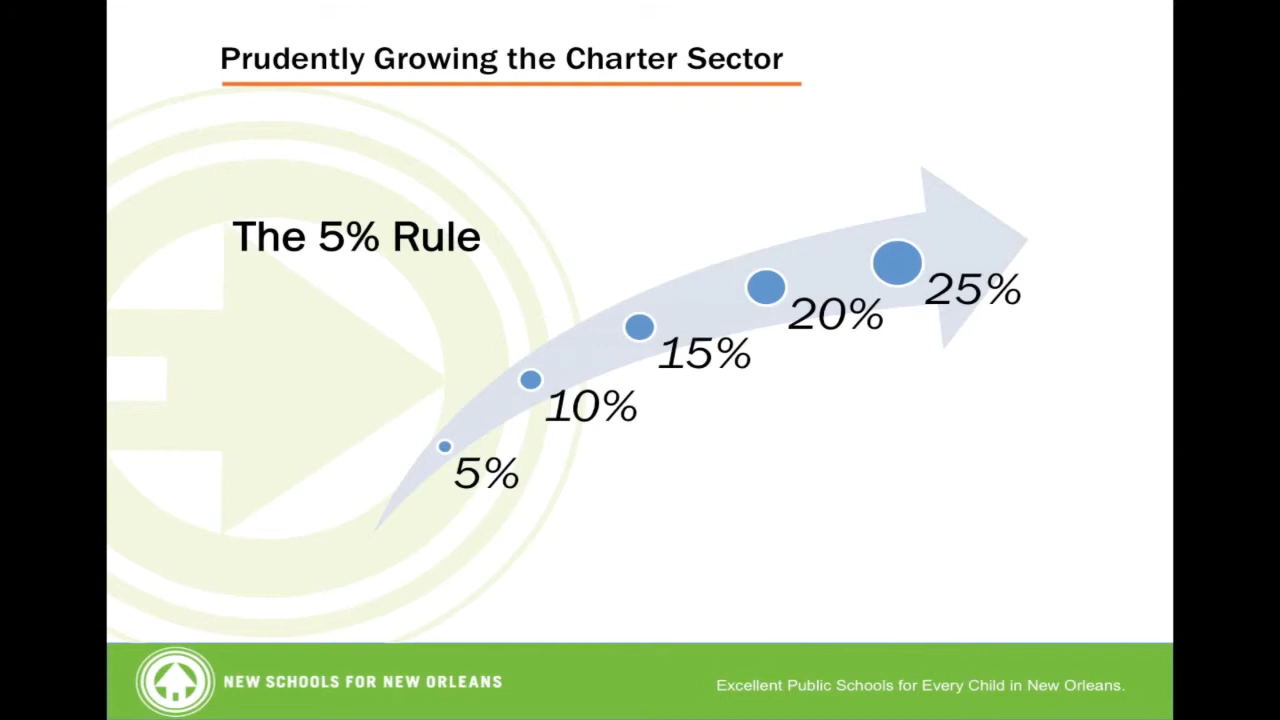 Prudently Growing the Charter Sector
The 5% Rule
5%
10%
15%
20%
25%
NEW SCHOOLS FOR NEW ORLEANS
Excellent Public Schools for Every Child in New Orleans.